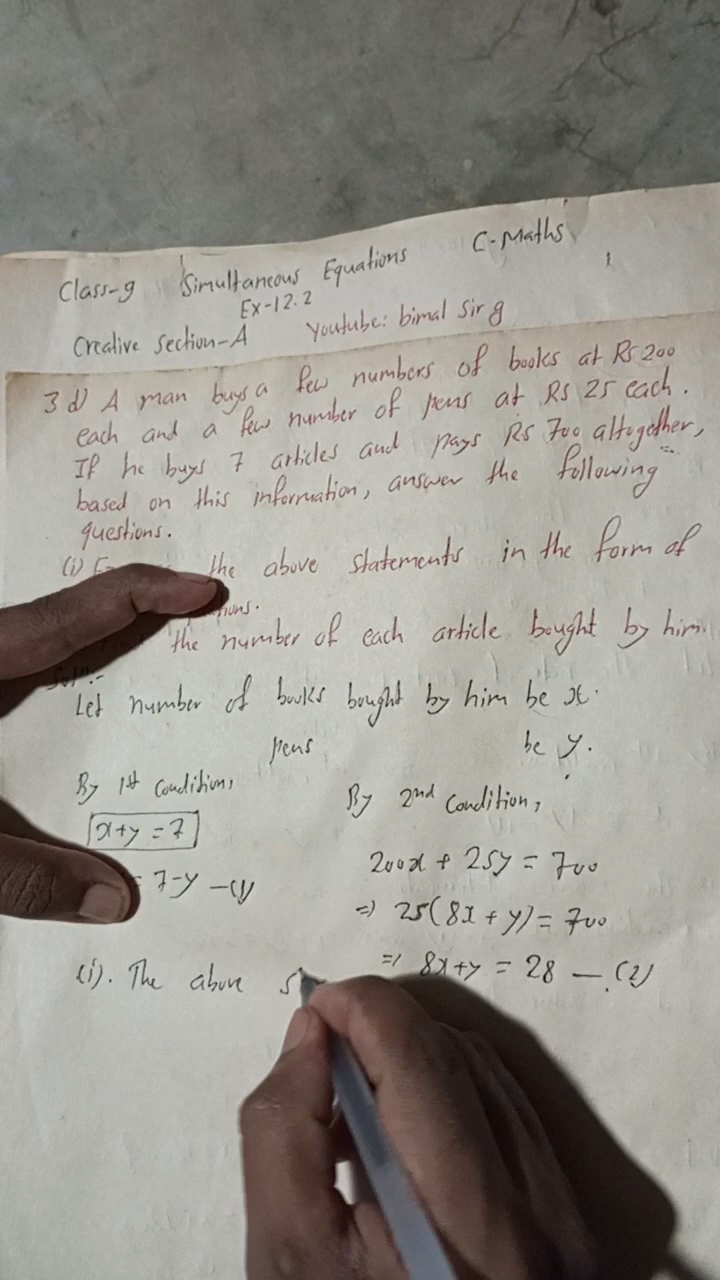 C-Maths
Class-9 Simultaneous Equations
Ex-12.2
Creative Section-A Youtube: bimal sir g
3 d) A man buys a few numbers of books at Rs 200
each and a few number of pens at Rs 25 each.
If he buys 7 articles and pays Rs 700 altogether,
based on this information, answer the following
questions.
(i) the above statements in the form of
the number of each article bought by him.
Solⁿ:-
Let number of books bought by him be x.
pens be y.
By 1st condition,
x+y = 7
= 7-y -(1)
By 2nd condition,
200x + 25y = 700
=> 25(8x + y) = 700
=> 8x+y = 28 - (2)
(i). The above